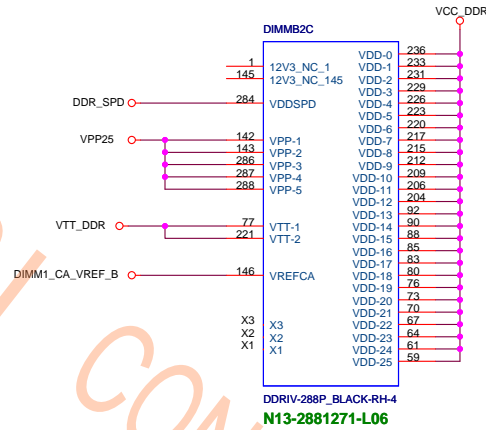 VCC_DDR
DIMMB2C
1 12V3_NC_1
145 12V3_NC_145
DDR_SPD 284 VDDSPD
VPP25 142 VPP-1
143 VPP-2
286 VPP-3
287 VPP-4
288 VPP-5
VTT_DDR 77 VTT-1
221 VTT-2
DIMM1_CA_VREF_B 146 VREFCA
X3 X3
X2 X2
X1 X1
VDD-0 236
VDD-1 233
VDD-2 231
VDD-3 229
VDD-4 226
VDD-5 223
VDD-6 220
VDD-7 217
VDD-8 215
VDD-9 212
VDD-10 209
VDD-11 206
VDD-12 204
VDD-13 92
VDD-14 90
VDD-15 88
VDD-16 85
VDD-17 83
VDD-18 80
VDD-19 76
VDD-20 73
VDD-21 70
VDD-22 67
VDD-23 64
VDD-24 61
VDD-25 59
DDRIV-288P_BLACK-RH-4
N13-2881271-L06